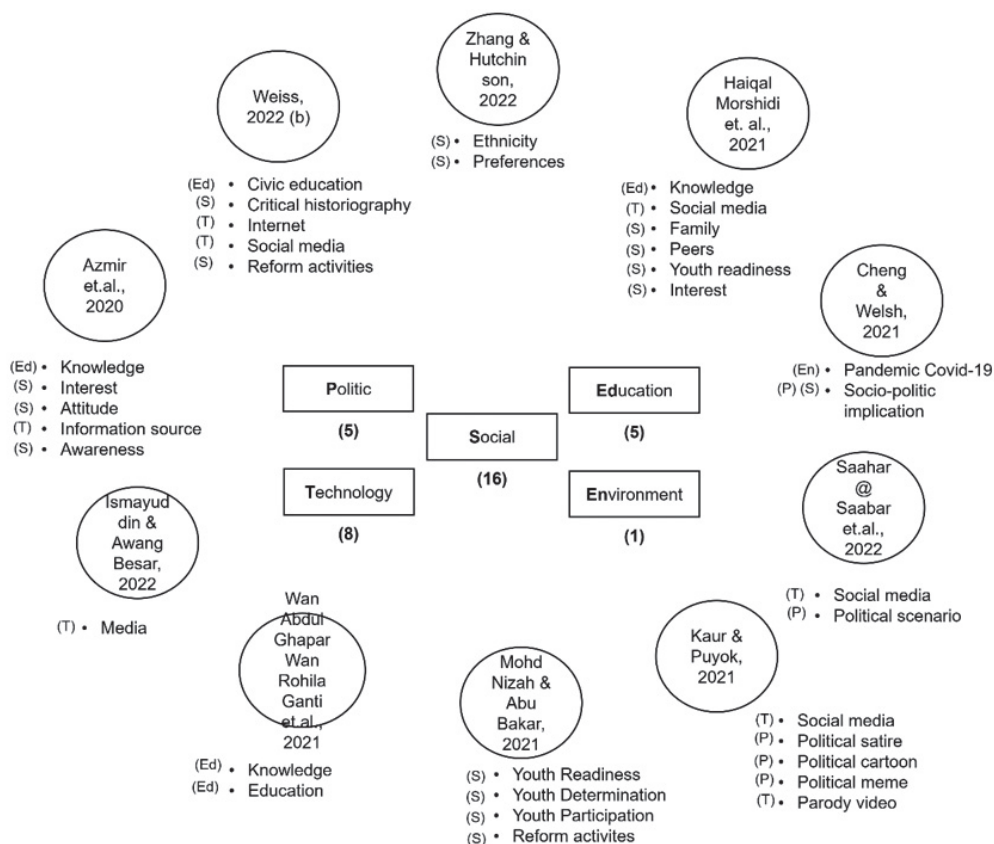 Zhang &
Hutchin
son,
2022
(S) • Ethnicity
(S) • Preferences
Weiss,
2022 (b)
(Ed) • Civic education
(S) • Critical historiography
(T) • Internet
(T) • Social media
(S) • Reform activities
Haiqal
Morshidi
et. al.,
2021
(Ed) • Knowledge
(T) • Social media
(S) • Family
(S) • Peers
(S) • Youth readiness
(S) • Interest
Azmir
et.al.,
2020
(Ed) • Knowledge
(S) • Interest
(S) • Attitude
(T) • Information source
(S) • Awareness
Cheng
&
Welsh,
2021
(En) • Pandemic Covid-19
(P) (S) • Socio-politic
implication
Politic
(5)
Education
(5)
Social
(16)
Technology
(8)
Environment
(1)
Ismayud
din &
Awang
Besar,
2022
(T) • Media
Saahar
@
Saabar
et.al.,
2022
(T) • Social media
(P) • Political scenario
Wan
Abdul
Ghapar
Wan
Rohila
Ganti
et.al.,
2021
(Ed) • Knowledge
(Ed) • Education
Mohd
Nizah &
Abu
Bakar,
2021
(S) • Youth Readiness
(S) • Youth Determination
(S) • Youth Participation
(S) • Reform activites
Kaur &
Puyok,
2021
(T) • Social media
(P) • Political satire
(P) • Political cartoon
(P) • Political meme
(T) • Parody video